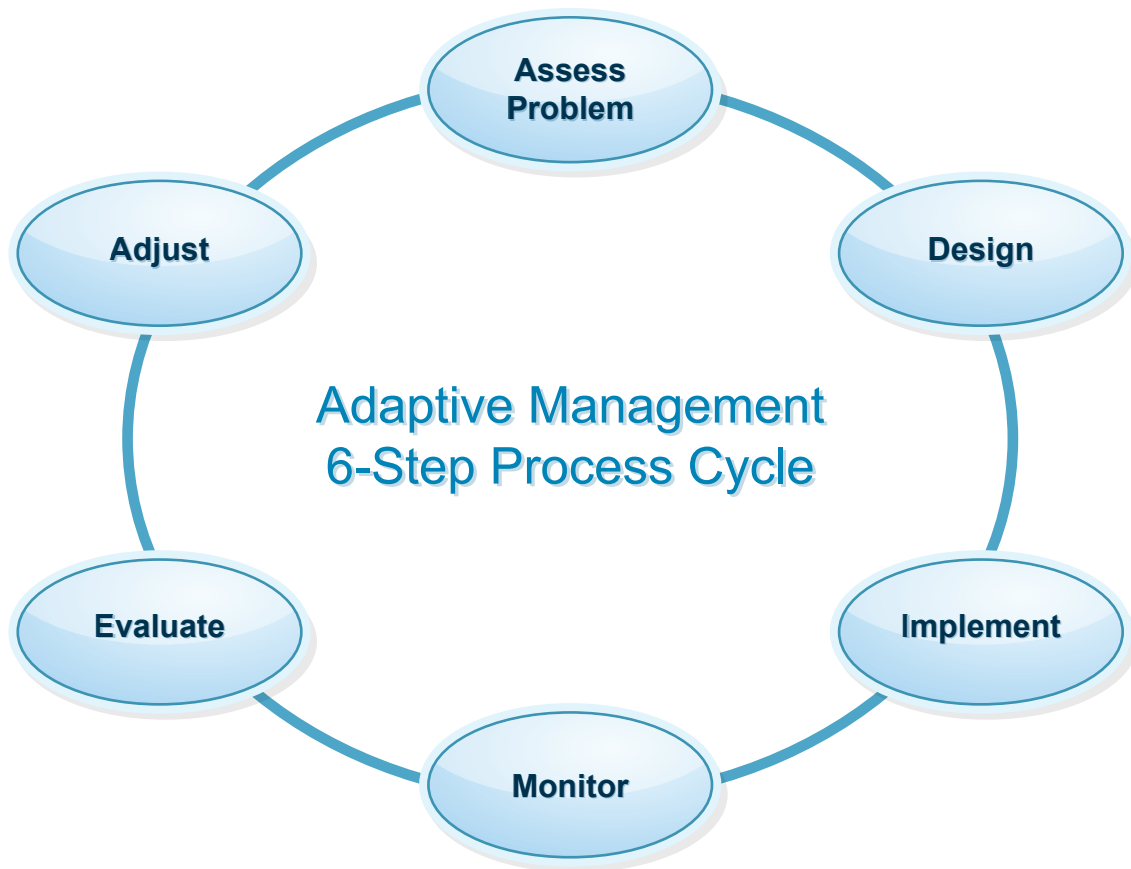 Assess
Problem
Design
Implement
Monitor
Evaluate
Adjust
Adaptive Management
6-Step Process Cycle